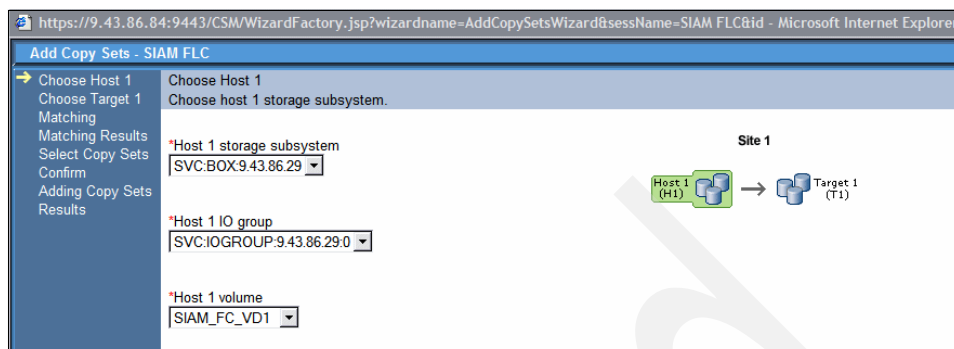 https://9.43.86.84:9443/CSM/WizardFactory.jsp?wizardname=AddCopySetsWizard&sessName=SIAM FLC&id - Microsoft Internet Explorer
Add Copy Sets - SIAM FLC
Choose Host 1
Choose Target 1
Matching
Matching Results
Select Copy Sets
Confirm
Adding Copy Sets
Results
Choose Host 1
Choose host 1 storage subsystem.
*Host 1 storage subsystem
SVC:BOX:9.43.86.29
*Host 1 IO group
SVC:IOGROUP:9.43.86.29:0
*Host 1 volume
SIAM_FC_VD1
Site 1
Host 1
(H1)
Target 1
(T1)